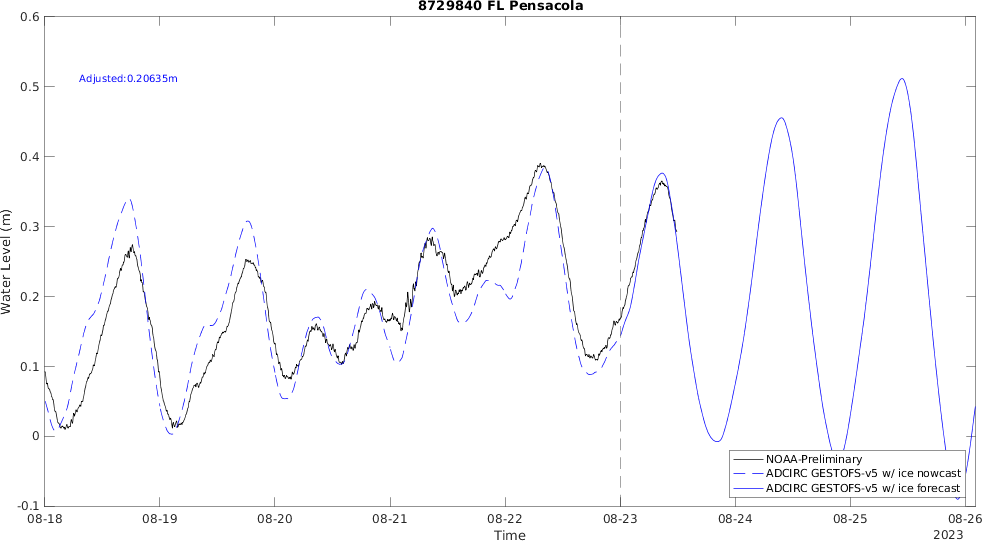 8729840 FL Pensacola
0.6
Adjusted:0.20635m
0.5
0.4
0.3
0.2
0.1
0
-0.1
Water Level (m)
NOAA-Preliminary
ADCIRC GESTOFS-v5 w/ ice nowcast
ADCIRC GESTOFS-v5 w/ ice forecast
08-18 08-19 08-20 08-21 08-22 08-23 08-24 08-25 08-26
Time
2023